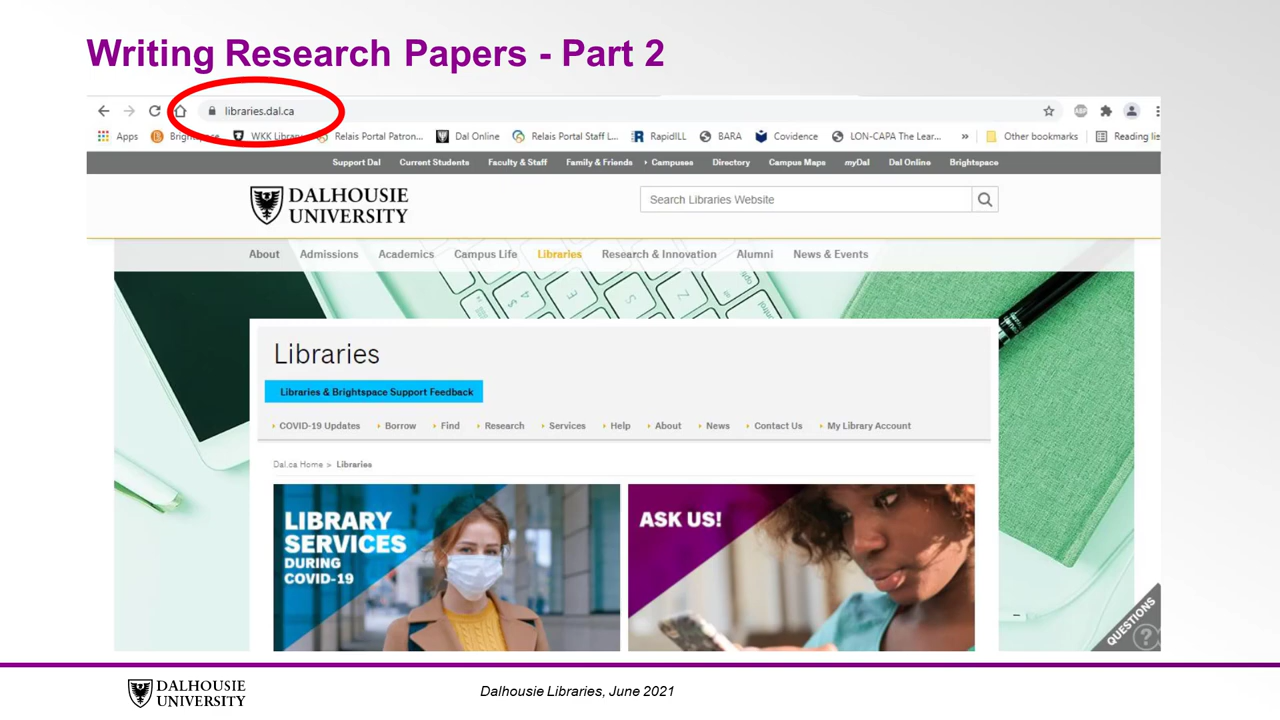 Writing Research Papers - Part 2
libraries.dal.ca
Apps Brightspace WKK Library Relais Portal Patron... Dal Online Relais Portal Staff L... RapidILL BARA Covidence LON-CAPA The Lear... » Other bookmarks Reading lis
Support Dal Current Students Faculty & Staff Family & Friends Campuses Directory Campus Maps myDal Dal Online Brightspace
DALHOUSIE
UNIVERSITY
Search Libraries Website
About Admissions Academics Campus Life Libraries Research & Innovation Alumni News & Events
Libraries
Libraries & Brightspace Support Feedback
COVID-19 Updates Borrow Find Research Services Help About News Contact Us My Library Account
Dal.ca Home > Libraries
LIBRARY
SERVICES
DURING
COVID-19
ASK US!
QUESTIONS
?
DALHOUSIE
UNIVERSITY
Dalhousie Libraries, June 2021